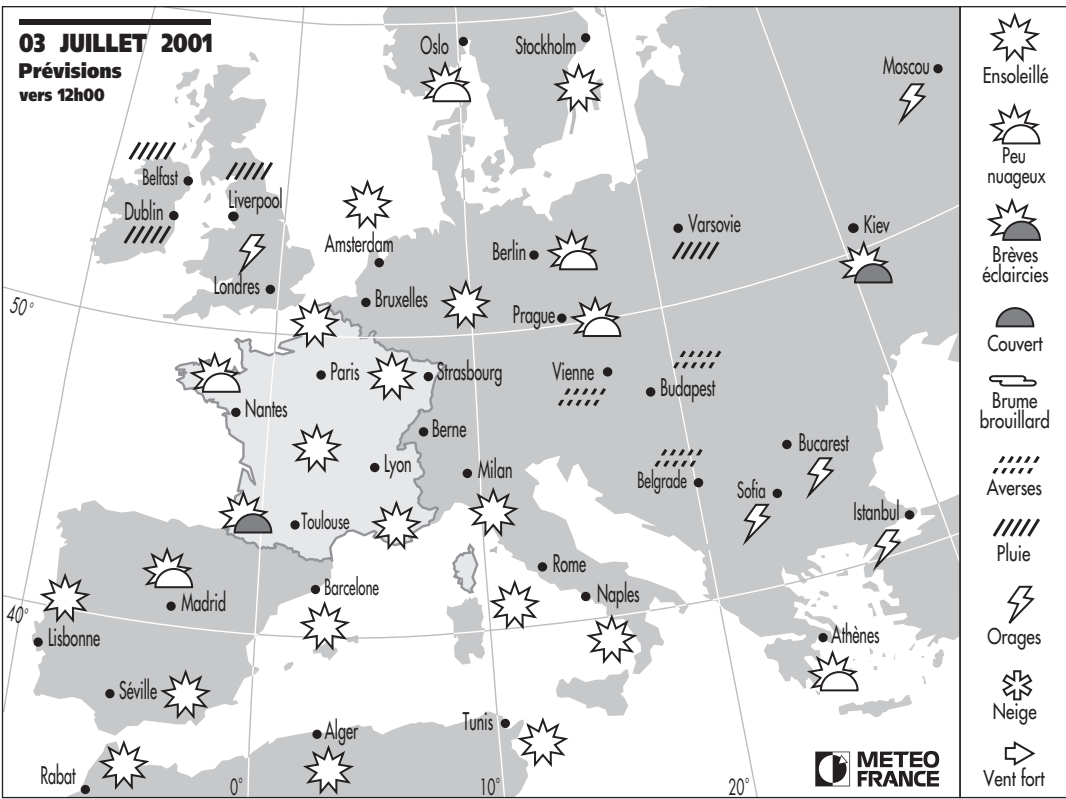 03 JUILLET 2001
Prévisions
vers 12h00
Oslo
Stockholm
Moscou
Belfast
Liverpool
Dublin
Amsterdam
Berlin
Varsovie
Kiev
Londres
Bruxelles
50°
Prague
Paris
Strasbourg
Vienne
Budapest
Nantes
Berne
Lyon
Milan
Bucarest
Belgrade
Sofia
Istanbul
Toulouse
Rome
Barcelone
Naples
Madrid
40°
Lisbonne
Athènes
Séville
Tunis
Alger
Rabat
0°
10°
20°
METEO
FRANCE
Ensoleillé
Peu
nuageux
Brèves
éclaircies
Couvert
Brume
brouillard
Averses
Pluie
Orages
Neige
Vent fort